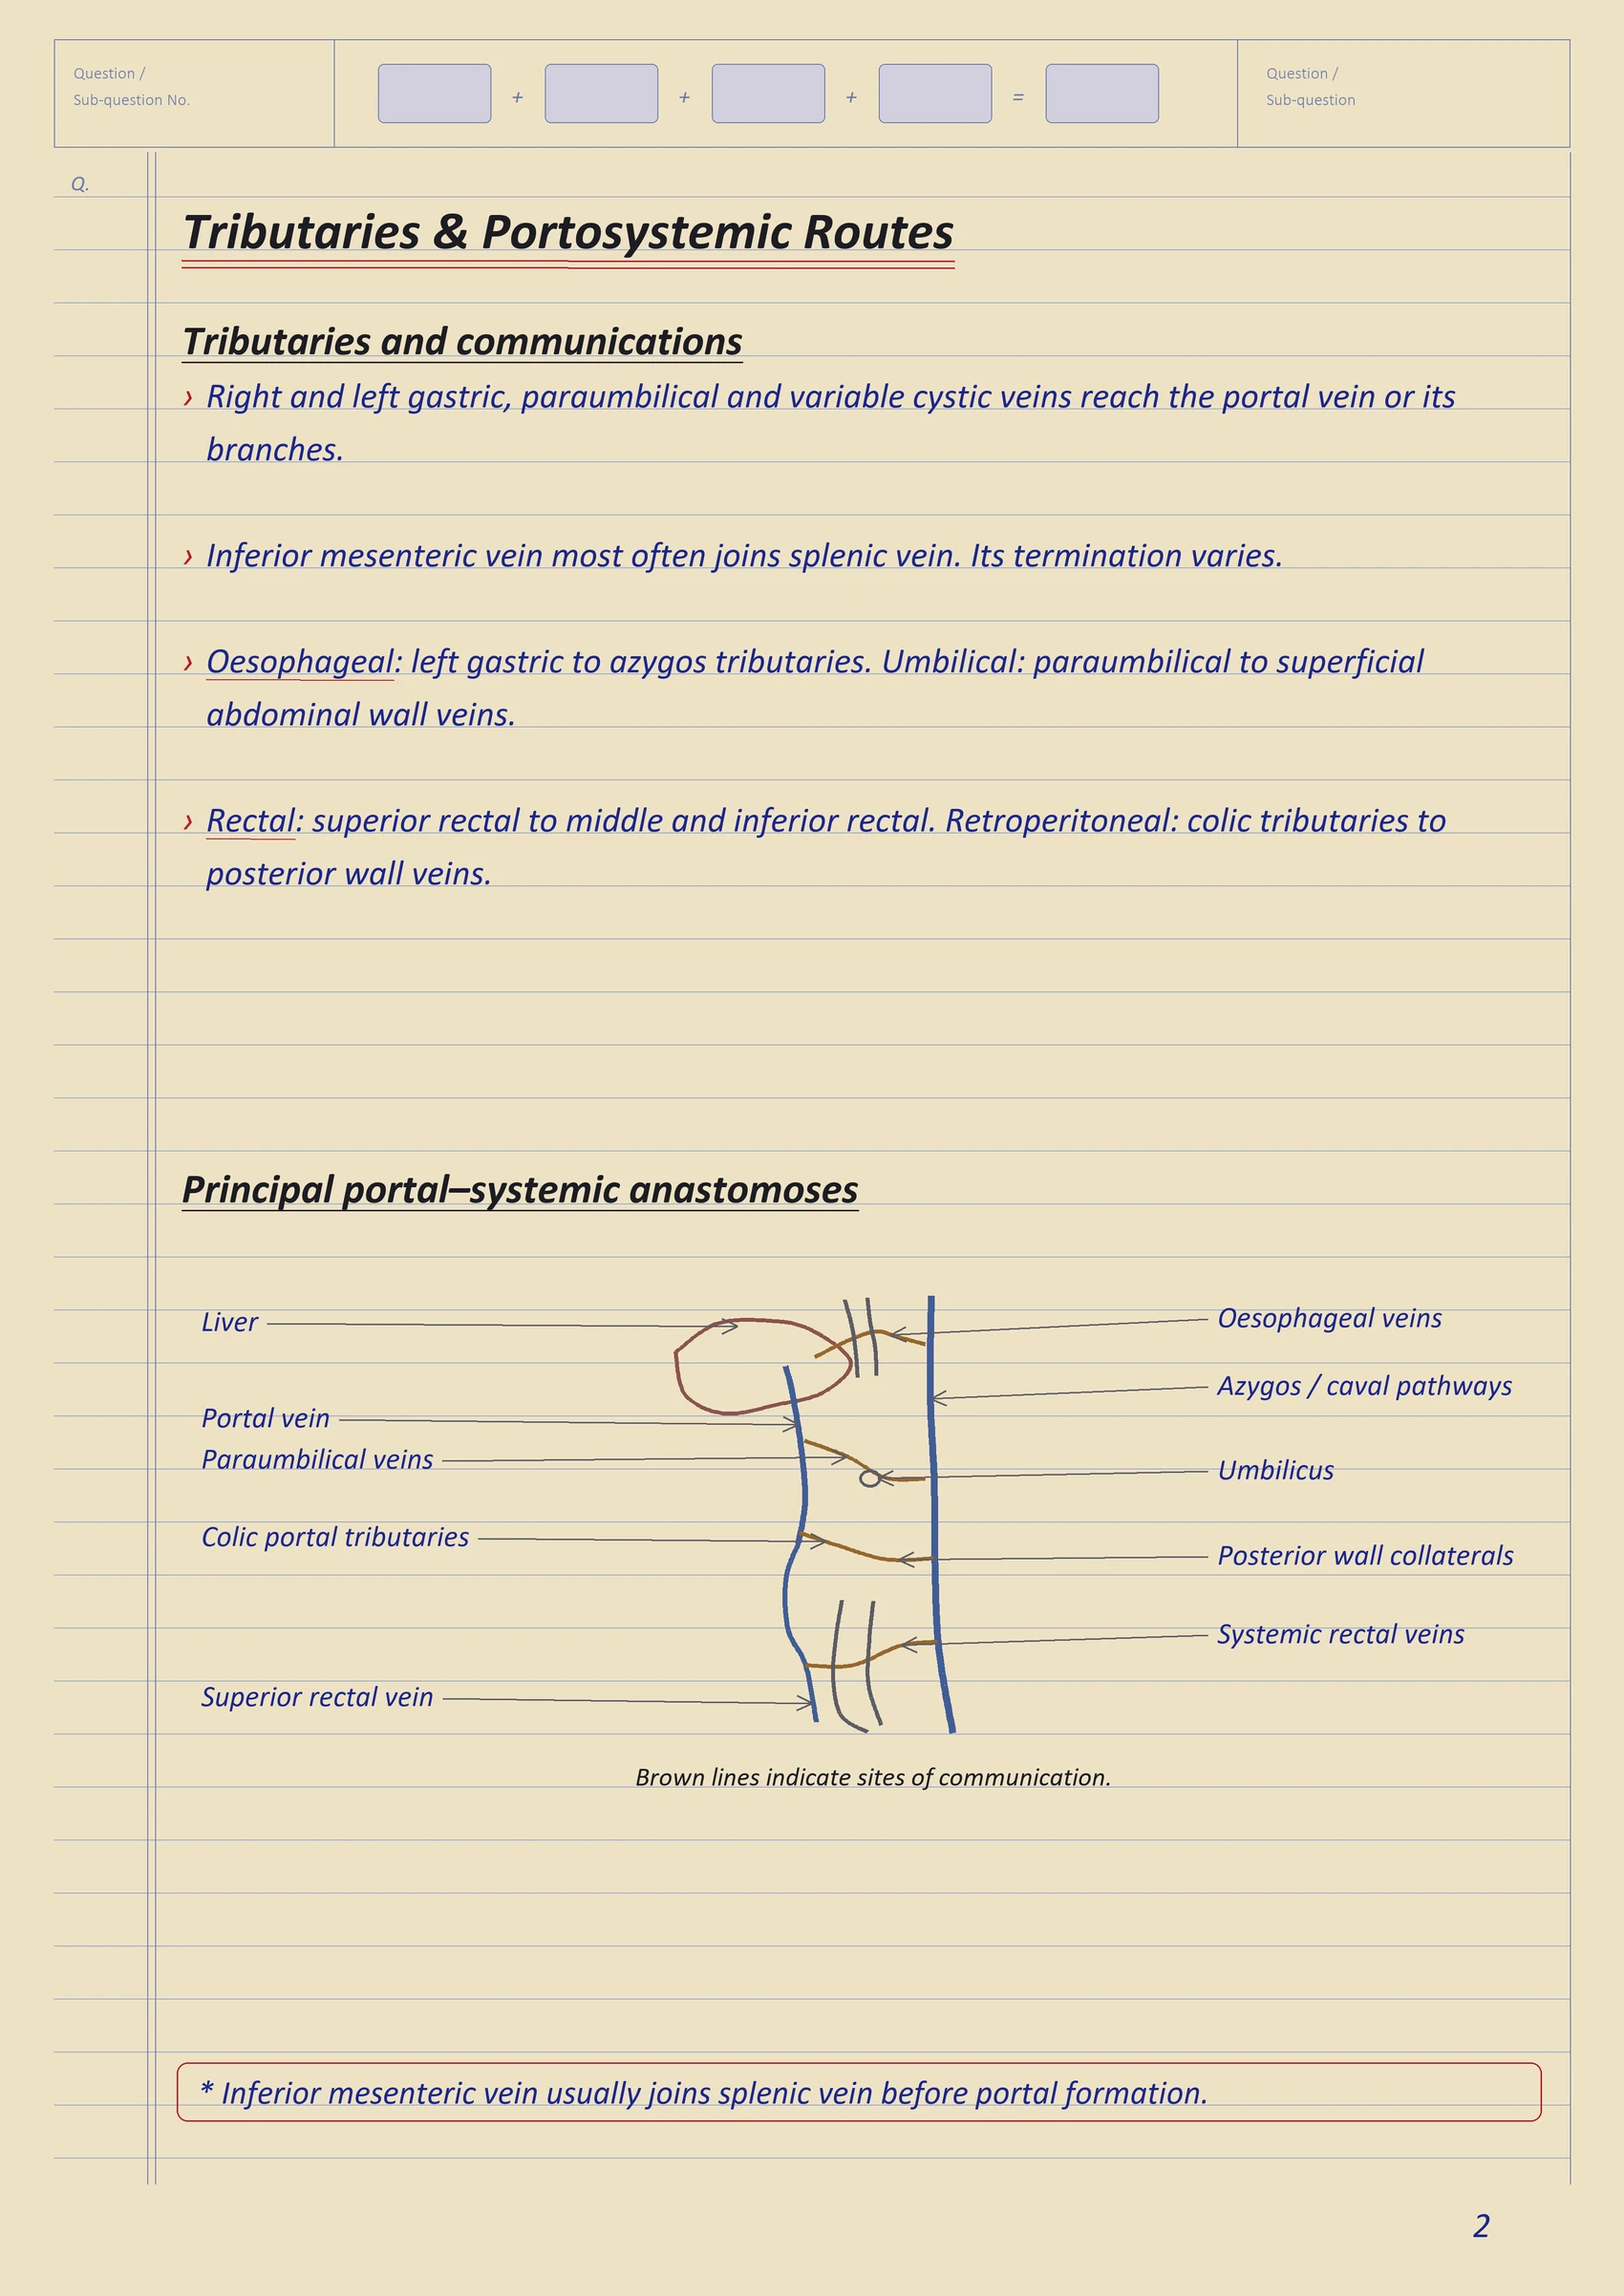 Question /
Sub-question No.
+ + + =
Question /
Sub-question
Q.
Tributaries & Portosystemic Routes
Tributaries and communications
› Right and left gastric, paraumbilical and variable cystic veins reach the portal vein or its
branches.
› Inferior mesenteric vein most often joins splenic vein. Its termination varies.
› Oesophageal: left gastric to azygos tributaries. Umbilical: paraumbilical to superficial
abdominal wall veins.
› Rectal: superior rectal to middle and inferior rectal. Retroperitoneal: colic tributaries to
posterior wall veins.
Principal portal–systemic anastomoses
Liver
Oesophageal veins
Azygos / caval pathways
Portal vein
Paraumbilical veins
Umbilicus
Colic portal tributaries
Posterior wall collaterals
Systemic rectal veins
Superior rectal vein
Brown lines indicate sites of communication.
* Inferior mesenteric vein usually joins splenic vein before portal formation.
2